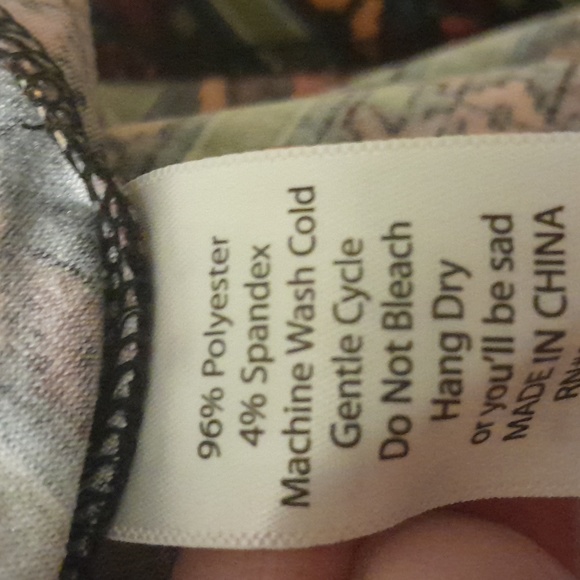 96% Polyester
4% Spandex
Machine Wash Cold
Gentle Cycle
Do Not Bleach
Hang Dry
or you'll be sad
MADE IN CHINA